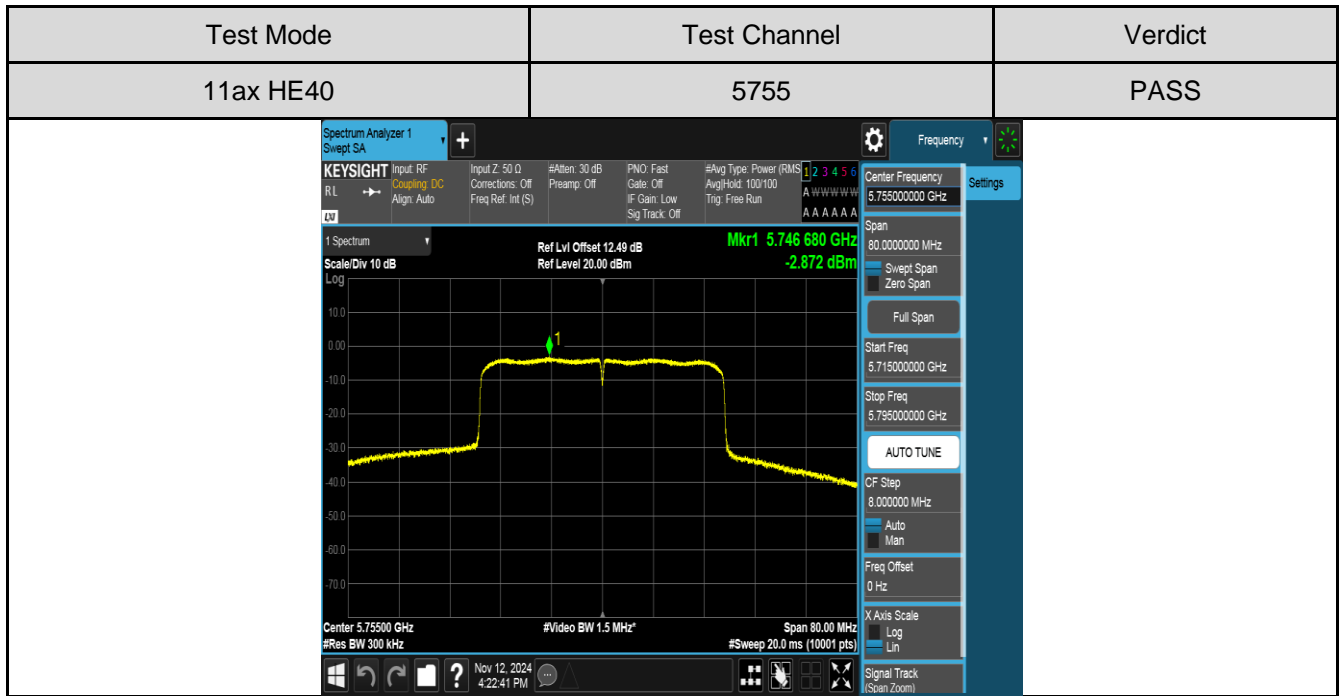 Test Mode Test Channel Verdict
11ax HE40 5755 PASS
Spectrum Analyzer 1
Swept SA
+
Frequency
KEYSIGHT Input: RF Input Z: 50 Ω #Atten: 30 dB PNO: Fast #Avg Type: Power (RMS 1 2 3 4 5 6
RL Coupling: DC Corrections: Off Preamp: Off Gate: Off Avg|Hold: 100/100 A W W W W W
Align: Auto Freq Ref: Int (S) IF Gain: Low Trig: Free Run
LXI Sig Track: Off A A A A A A
1 Spectrum Ref Lvl Offset 12.49 dB Mkr1 5.746 680 GHz
Scale/Div 10 dB Ref Level 20.00 dBm -2.872 dBm
Log
10.0
1
0.00
-10.0
-20.0
-30.0
-40.0
-50.0
-60.0
-70.0
Center 5.75500 GHz #Video BW 1.5 MHz* Span 80.00 MHz
#Res BW 300 kHz #Sweep 20.0 ms (10001 pts)
Center Frequency
5.755000000 GHz
Settings
Span
80.0000000 MHz
Swept Span
Zero Span
Full Span
Start Freq
5.715000000 GHz
Stop Freq
5.795000000 GHz
AUTO TUNE
CF Step
8.000000 MHz
Auto
Man
Freq Offset
0 Hz
X Axis Scale
Log
Lin
Signal Track
(Span Zoom)
? Nov 12, 2024
4:22:41 PM